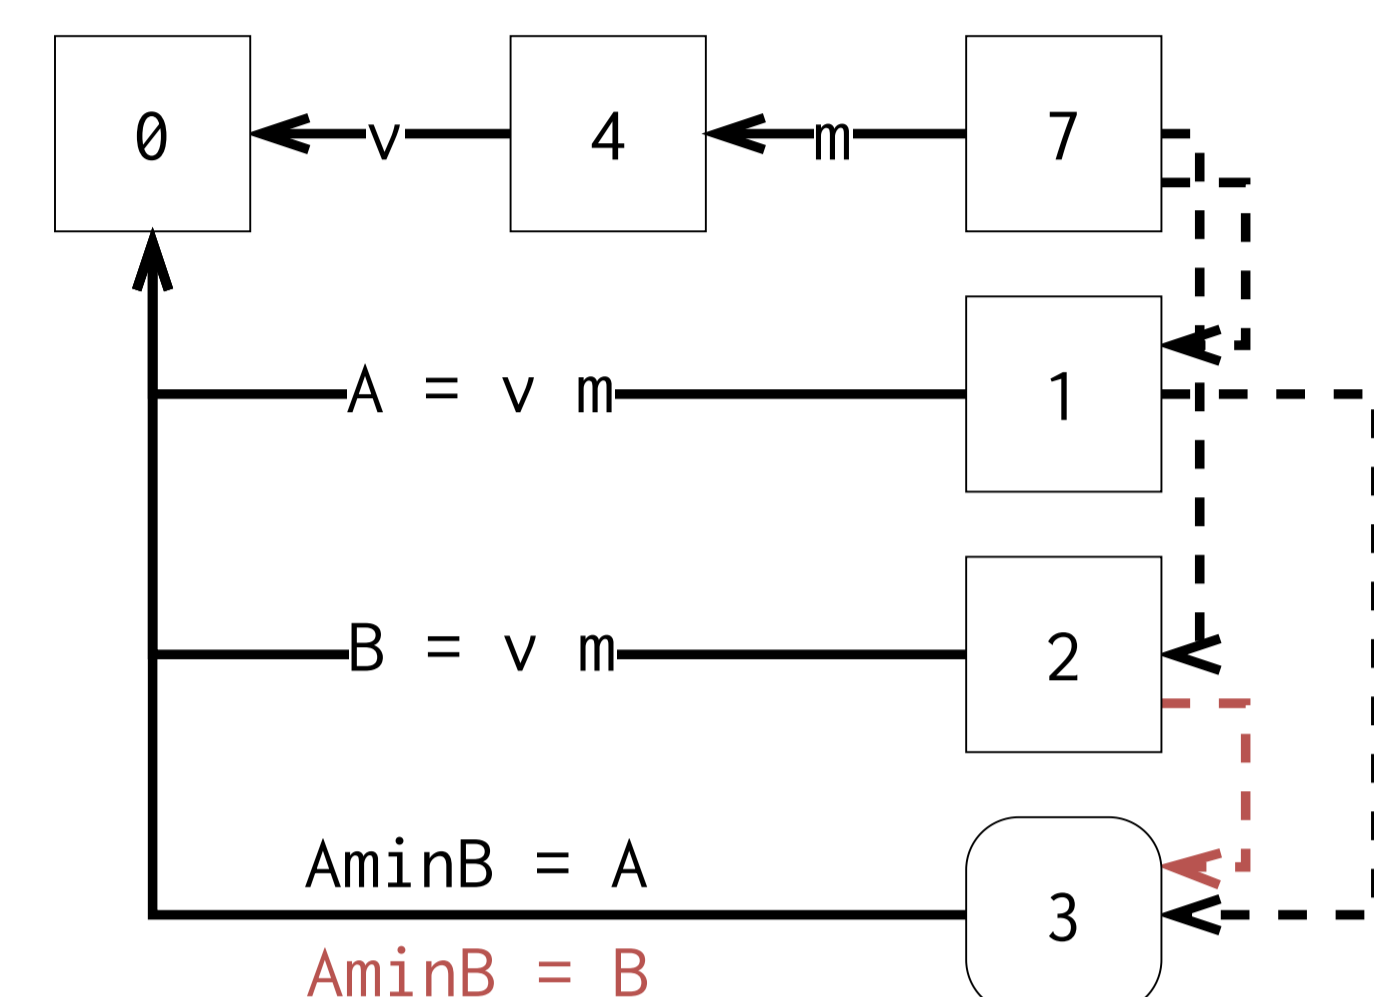 0 v 4 m 7
A = v m 1
B = v m 2
AminB = A
3
AminB = B